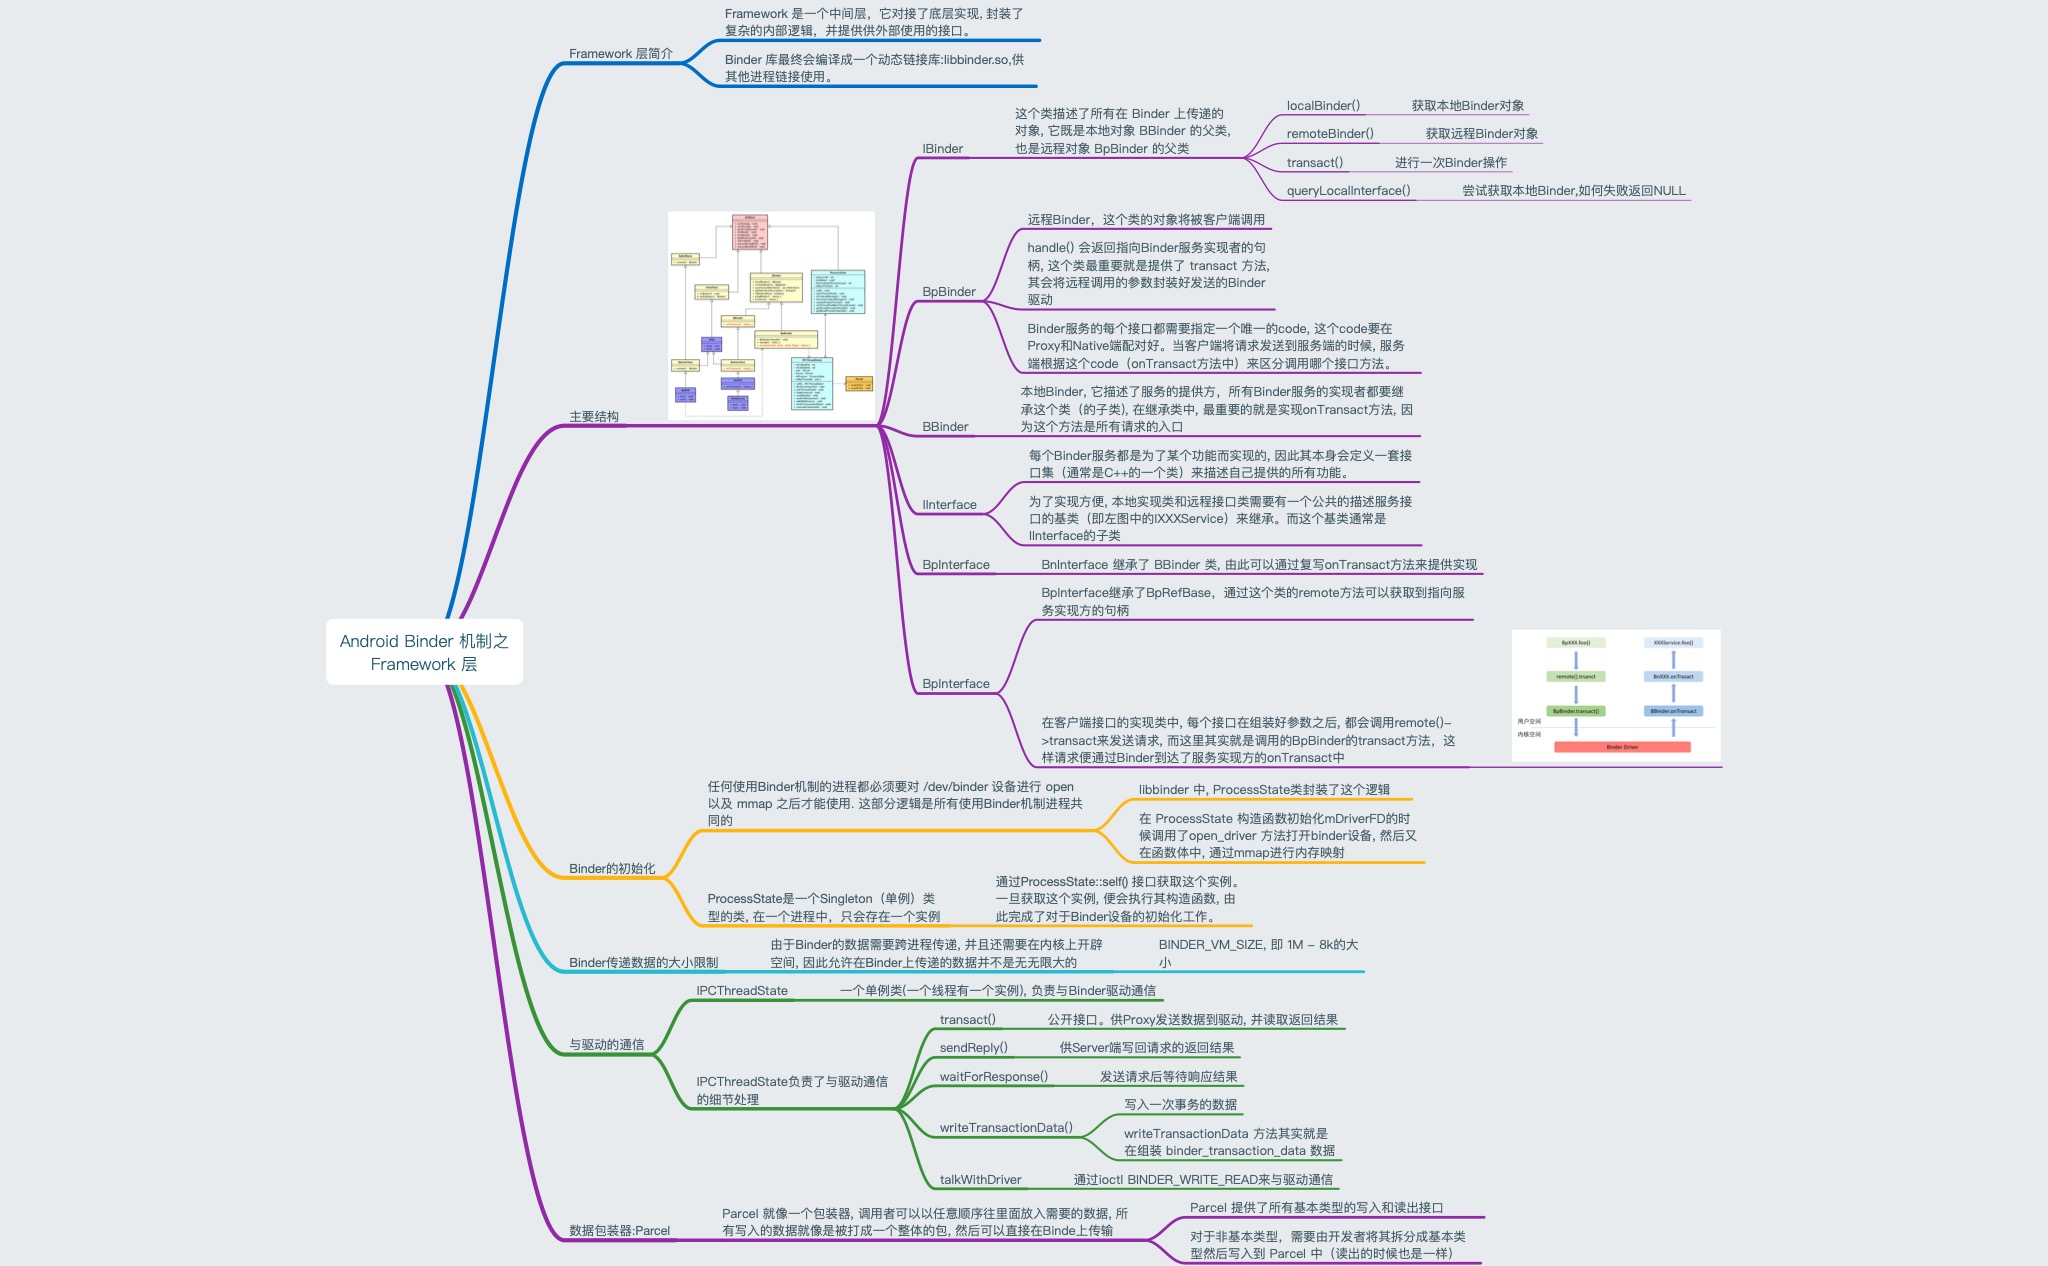 Framework 是一个中间层，它对接了底层实现, 封装了
复杂的内部逻辑，并提供供外部使用的接口。
Framework 层简介
Binder 库最终会编译成一个动态链接库:libbinder.so,供
其他进程链接使用。
这个类描述了所有在 Binder 上传递的
对象, 它既是本地对象 BBinder 的父类,
也是远程对象 BpBinder 的父类
IBinder
localBinder() 获取本地Binder对象
remoteBinder() 获取远程Binder对象
transact() 进行一次Binder操作
queryLocalInterface() 尝试获取本地Binder,如何失败返回NULL
远程Binder，这个类的对象将被客户端调用
handle() 会返回指向Binder服务实现者的句
柄, 这个类最重要就是提供了 transact 方法,
其会将远程调用的参数封装好发送的Binder
驱动
BpBinder
Binder服务的每个接口都需要指定一个唯一的code, 这个code要在
Proxy和Native端配对好。当客户端将请求发送到服务端的时候, 服务
端根据这个code（onTransact方法中）来区分调用哪个接口方法。
主要结构
本地Binder, 它描述了服务的提供方，所有Binder服务的实现者都要继
承这个类（的子类), 在继承类中, 最重要的就是实现onTransact方法, 因
为这个方法是所有请求的入口
BBinder
每个Binder服务都是为了某个功能而实现的, 因此其本身会定义一套接
口集（通常是C++的一个类）来描述自己提供的所有功能。
IInterface
为了实现方便, 本地实现类和远程接口类需要有一个公共的描述服务接
口的基类（即左图中的IXXXService）来继承。而这个基类通常是
IInterface的子类
BpInterface BnInterface 继承了 BBinder 类, 由此可以通过复写onTransact方法来提供实现
BpInterface继承了BpRefBase，通过这个类的remote方法可以获取到指向服
务实现方的句柄
BpInterface
在客户端接口的实现类中, 每个接口在组装好参数之后, 都会调用remote()–
>transact来发送请求, 而这里其实就是调用的BpBinder的transact方法，这
样请求便通过Binder到达了服务实现方的onTransact中
BpXXX.foo() XXXService.foo()
remote().trsanct BnXXX.onTrasact
BpBinder.transact() BBinder.onTransact
用户空间
内核空间
Binder Driver
Android Binder 机制之
Framework 层
任何使用Binder机制的进程都必须要对 /dev/binder 设备进行 open
以及 mmap 之后才能使用. 这部分逻辑是所有使用Binder机制进程共
同的
libbinder 中, ProcessState类封装了这个逻辑
在 ProcessState 构造函数初始化mDriverFD的时
候调用了open_driver 方法打开binder设备, 然后又
在函数体中, 通过mmap进行内存映射
Binder的初始化
ProcessState是一个Singleton（单例）类
型的类, 在一个进程中，只会存在一个实例
通过ProcessState::self() 接口获取这个实例。
一旦获取这个实例, 便会执行其构造函数, 由
此完成了对于Binder设备的初始化工作。
Binder传递数据的大小限制
由于Binder的数据需要跨进程传递, 并且还需要在内核上开辟
空间, 因此允许在Binder上传递的数据并不是无无限大的
BINDER_VM_SIZE, 即 1M – 8k的大
小
IPCThreadState 一个单例类(一个线程有一个实例), 负责与Binder驱动通信
与驱动的通信
IPCThreadState负责了与驱动通信
的细节处理
transact() 公开接口。供Proxy发送数据到驱动, 并读取返回结果
sendReply() 供Server端写回请求的返回结果
waitForResponse() 发送请求后等待响应结果
writeTransactionData() 写入一次事务的数据
writeTransactionData 方法其实就是
在组装 binder_transaction_data 数据
talkWithDriver 通过ioctl BINDER_WRITE_READ来与驱动通信
数据包装器:Parcel
Parcel 就像一个包装器, 调用者可以以任意顺序往里面放入需要的数据, 所
有写入的数据就像是被打成一个整体的包, 然后可以直接在Binde上传输
Parcel 提供了所有基本类型的写入和读出接口
对于非基本类型，需要由开发者将其拆分成基本类
型然后写入到 Parcel 中（读出的时候也是一样）